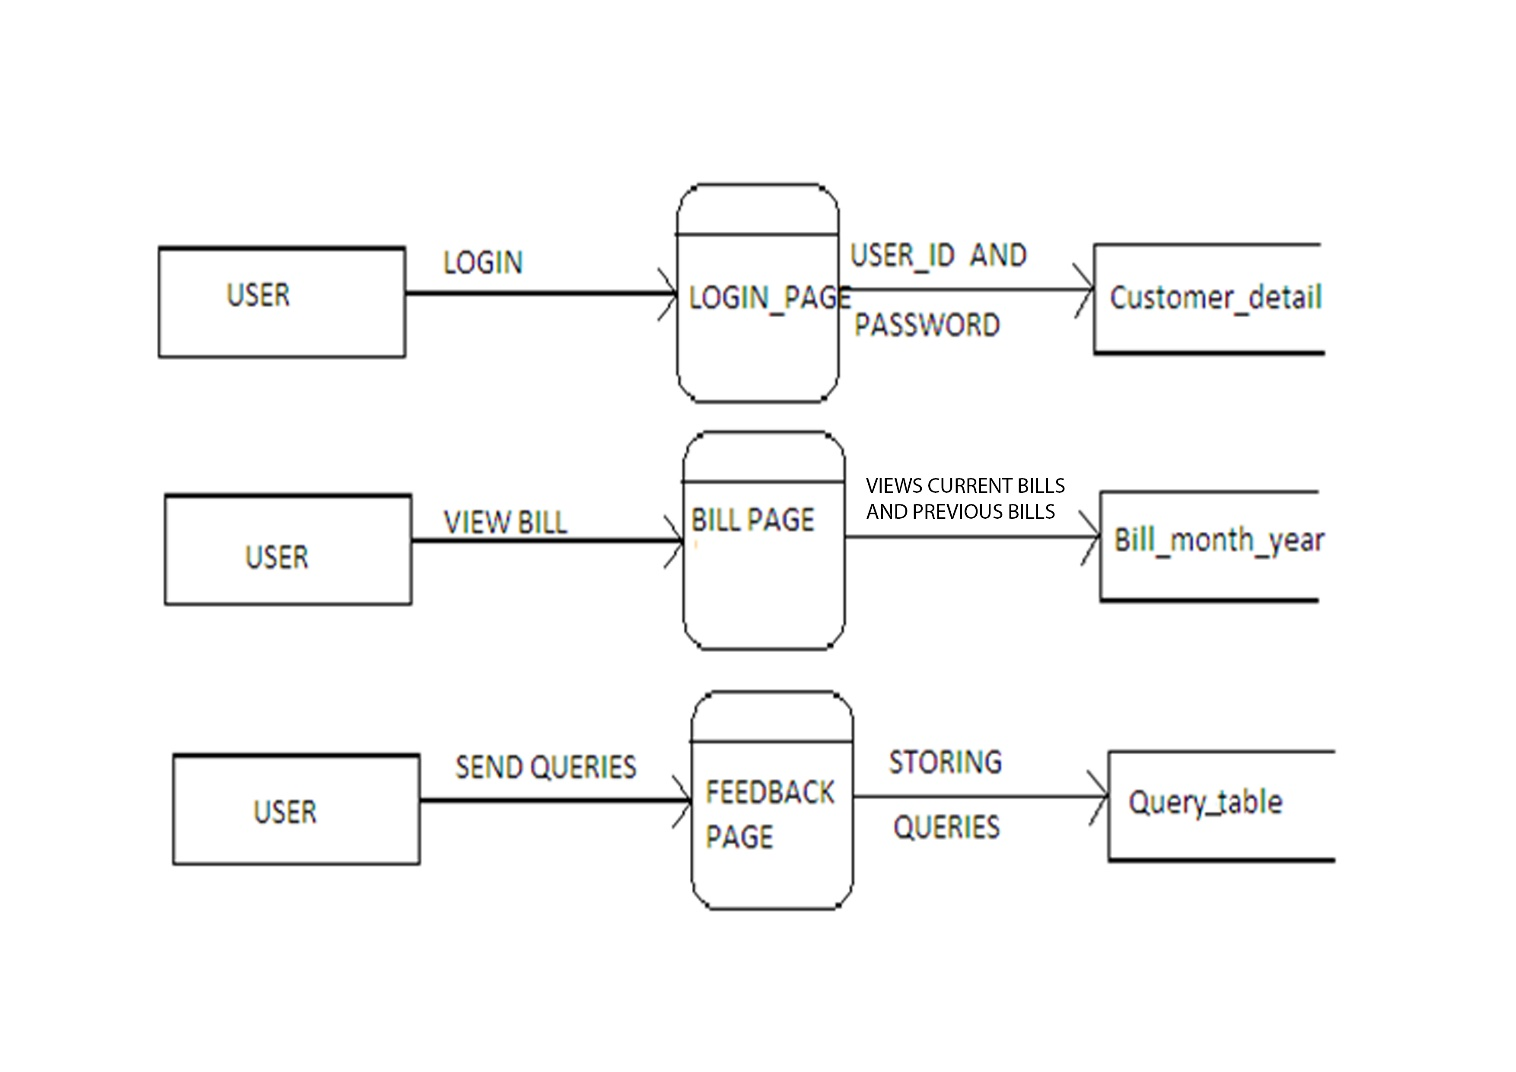 USER
LOGIN
LOGIN_PAGE
USER_ID AND
PASSWORD
Customer_detail
USER
VIEW BILL
BILL PAGE
VIEWS CURRENT BILLS
AND PREVIOUS BILLS
Bill_month_year
USER
SEND QUERIES
FEEDBACK
PAGE
STORING
QUERIES
Query_table